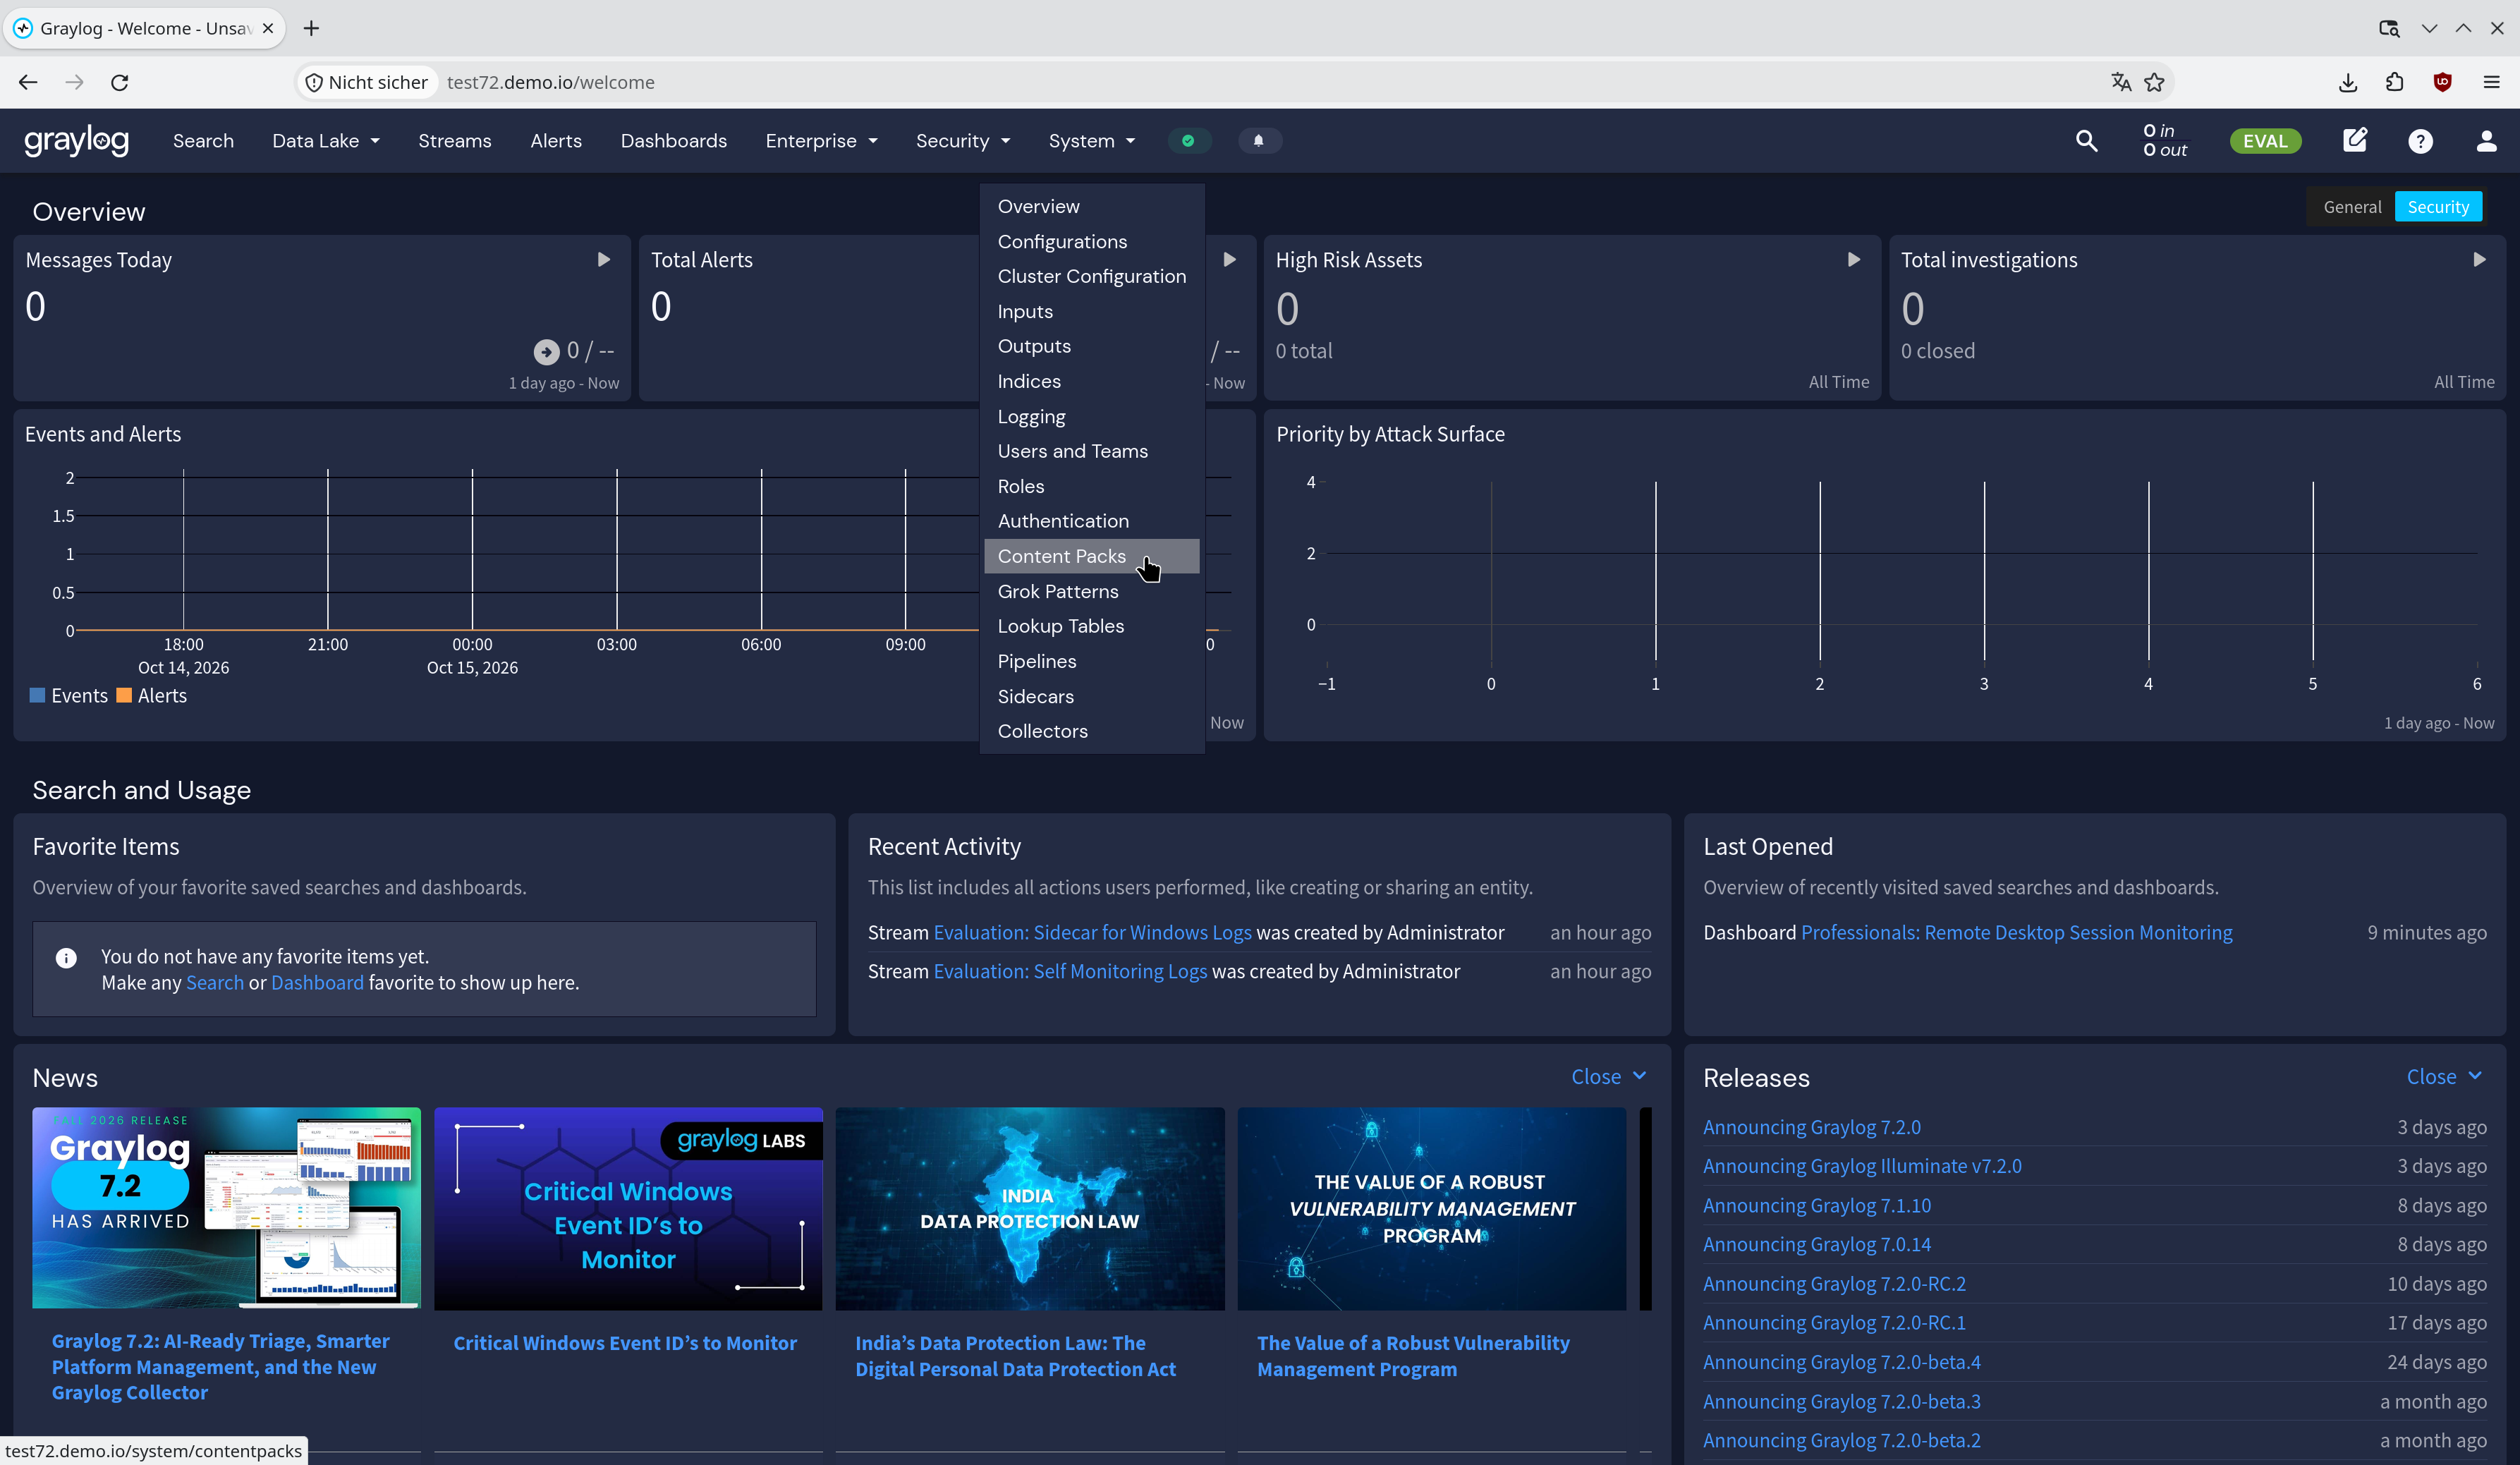 Graylog - Welcome - Unsav
Nicht sicher
test72.demo.io/welcome
graylog
Search
Data Lake
Streams
Alerts
Dashboards
Enterprise
Security
System
0 in
0 out
EVAL
Overview
General
Security
Overview
Configurations
Cluster Configuration
Inputs
Outputs
Indices
Logging
Users and Teams
Roles
Authentication
Content Packs
Grok Patterns
Lookup Tables
Pipelines
Sidecars
Collectors
Messages Today
0
0 / --
1 day ago - Now
Total Alerts
0
/ --
- Now
High Risk Assets
0
0 total
All Time
Total investigations
0
0 closed
All Time
Events and Alerts
2
1.5
1
0.5
0
18:00
Oct 14, 2026
21:00
00:00
Oct 15, 2026
03:00
06:00
09:00
0
Events
Alerts
Now
Priority by Attack Surface
4
2
0
−1
0
1
2
3
4
5
6
1 day ago - Now
Search and Usage
Favorite Items
Overview of your favorite saved searches and dashboards.
You do not have any favorite items yet.
Make any Search or Dashboard favorite to show up here.
Recent Activity
This list includes all actions users performed, like creating or sharing an entity.
Stream Evaluation: Sidecar for Windows Logs was created by Administrator
an hour ago
Stream Evaluation: Self Monitoring Logs was created by Administrator
an hour ago
Last Opened
Overview of recently visited saved searches and dashboards.
Dashboard Professionals: Remote Desktop Session Monitoring
9 minutes ago
News
Close
FALL 2026 RELEASE
Graylog
7.2
HAS ARRIVED
Graylog 7.2: AI-Ready Triage, Smarter
Platform Management, and the New
Graylog Collector
graylog LABS
Critical Windows
Event ID’s to
Monitor
Critical Windows Event ID’s to Monitor
INDIA
DATA PROTECTION LAW
India’s Data Protection Law: The
Digital Personal Data Protection Act
THE VALUE OF A ROBUST
VULNERABILITY MANAGEMENT
PROGRAM
The Value of a Robust Vulnerability
Management Program
Releases
Close
Announcing Graylog 7.2.0
3 days ago
Announcing Graylog Illuminate v7.2.0
3 days ago
Announcing Graylog 7.1.10
8 days ago
Announcing Graylog 7.0.14
8 days ago
Announcing Graylog 7.2.0-RC.2
10 days ago
Announcing Graylog 7.2.0-RC.1
17 days ago
Announcing Graylog 7.2.0-beta.4
24 days ago
Announcing Graylog 7.2.0-beta.3
a month ago
Announcing Graylog 7.2.0-beta.2
a month ago
test72.demo.io/system/contentpacks